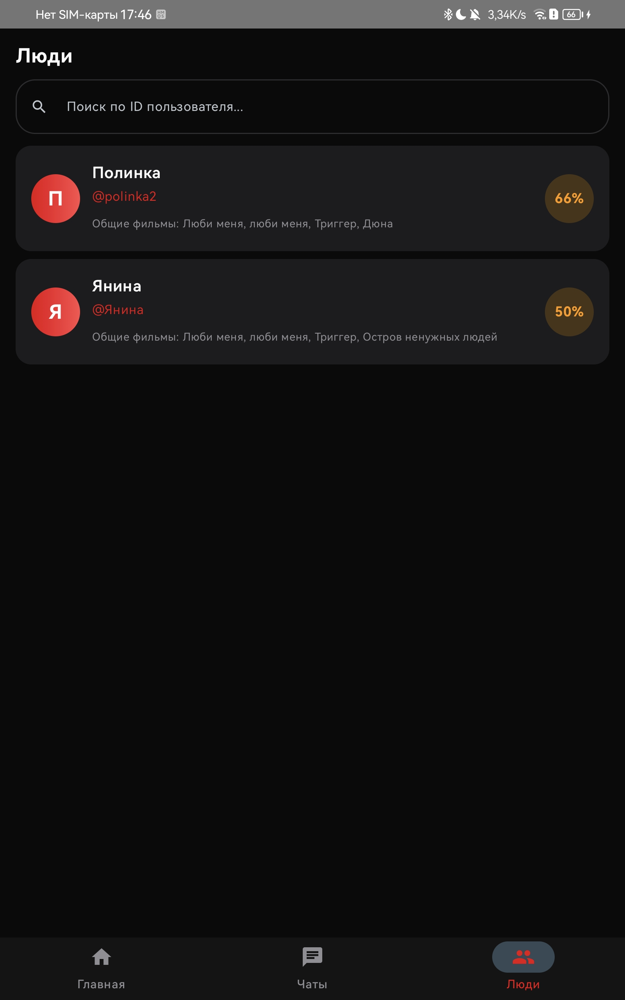 Нет SIM-карты 17:46 HM OS 3,34K/s 66
Люди
Поиск по ID пользователя...
Полинка
П
@polinka2
66%
Общие фильмы: Люби меня, люби меня, Триггер, Дюна
Янина
Я
@Янина
50%
Общие фильмы: Люби меня, люби меня, Триггер, Остров ненужных людей
Главная Чаты Люди